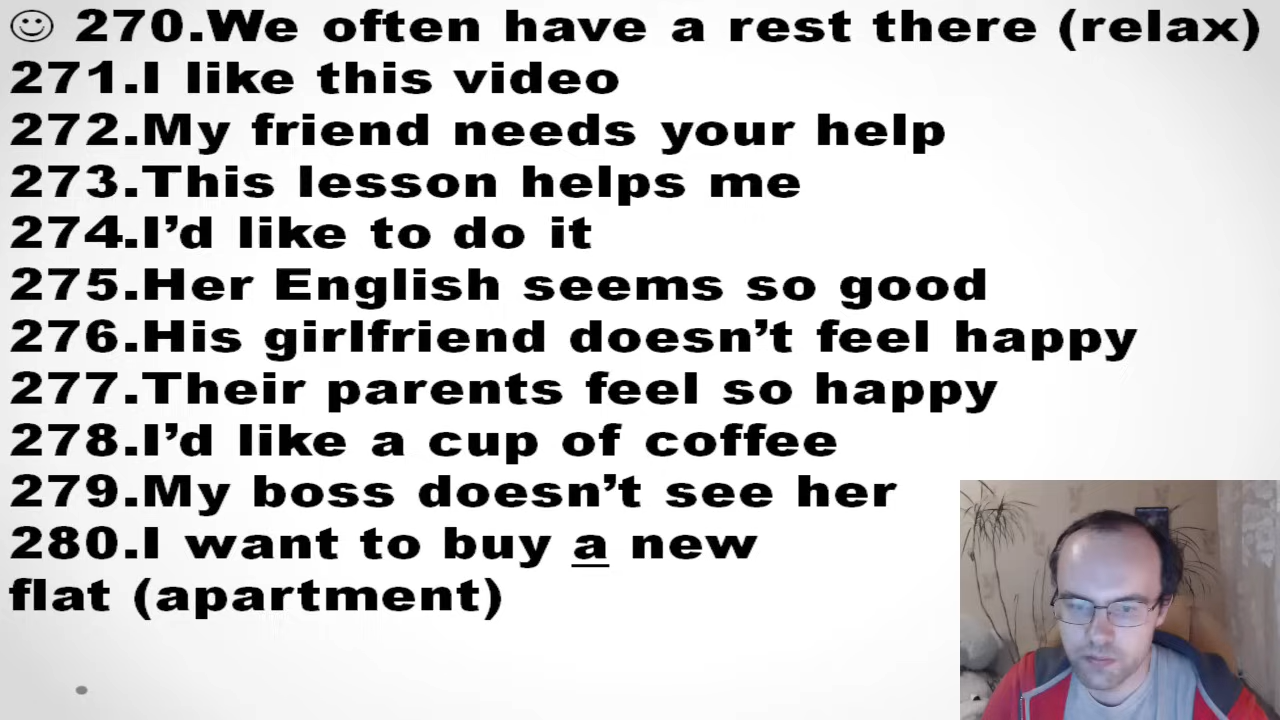 ☺ 270.We often have a rest there (relax)
271.I like this video
272.My friend needs your help
273.This lesson helps me
274.I’d like to do it
275.Her English seems so good
276.His girlfriend doesn’t feel happy
277.Their parents feel so happy
278.I’d like a cup of coffee
279.My boss doesn’t see her
280.I want to buy a new
flat (apartment)